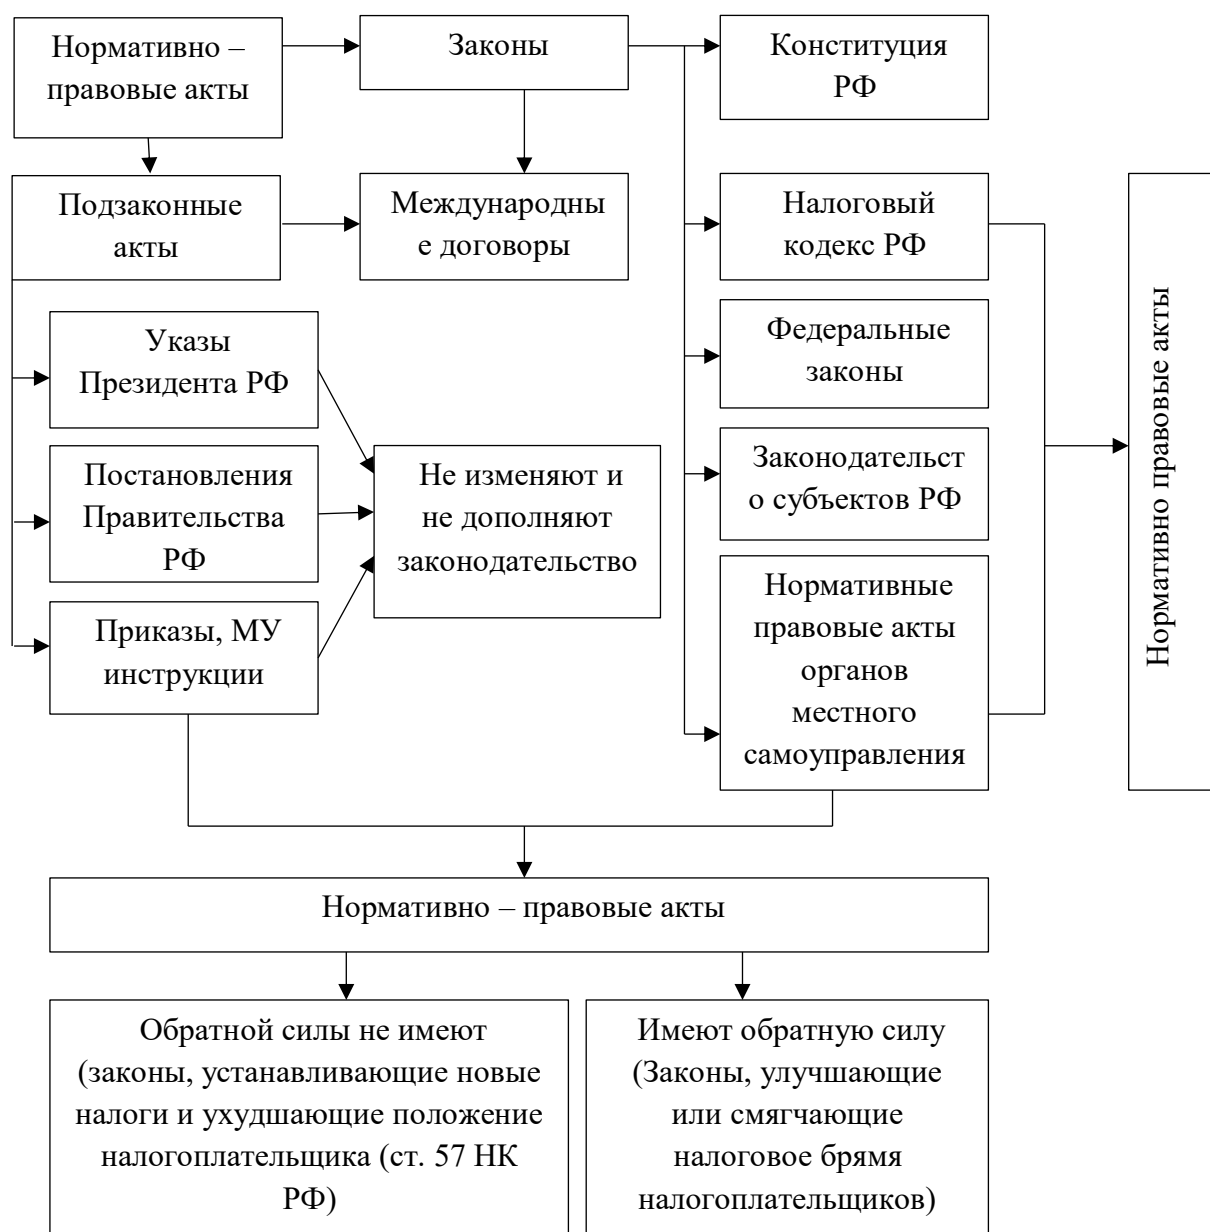 Нормативно –
правовые акты
Законы
Конституция
РФ
Подзаконные
акты
Международны
е договоры
Налоговый
кодекс РФ
Указы
Президента РФ
Федеральные
законы
Постановления
Правительства
РФ
Не изменяют и
не дополняют
законодательство
Законодательст
о субъектов РФ
Приказы, МУ
инструкции
Нормативные
правовые акты
органов
местного
самоуправления
Нормативно правовые акты
Нормативно – правовые акты
Обратной силы не имеют
(законы, устанавливающие новые
налоги и ухудшающие положение
налогоплательщика (ст. 57 НК
РФ)
Имеют обратную силу
(Законы, улучшающие
или смягчающие
налоговое брямя
налогоплательщиков)